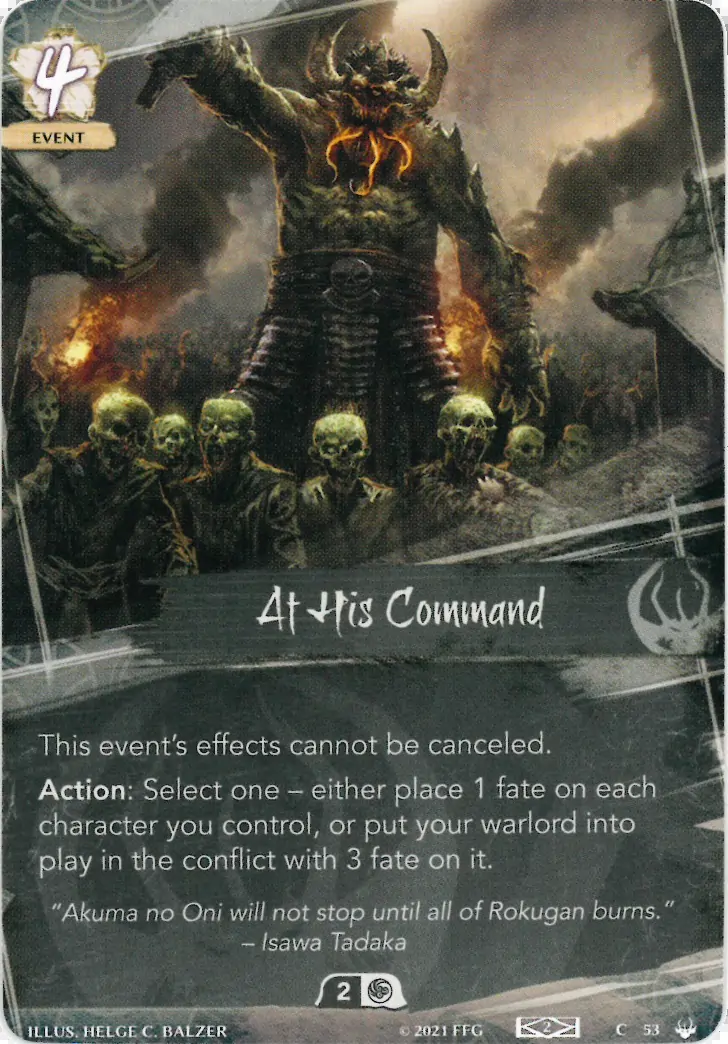 4
EVENT
At His Command
This event's effects cannot be canceled.
Action: Select one – either place 1 fate on each
character you control, or put your warlord into
play in the conflict with 3 fate on it.
"Akuma no Oni will not stop until all of Rokugan burns."
– Isawa Tadaka
2
ILLUS. HELGE C. BALZER
© 2021 FFG
2
C 53